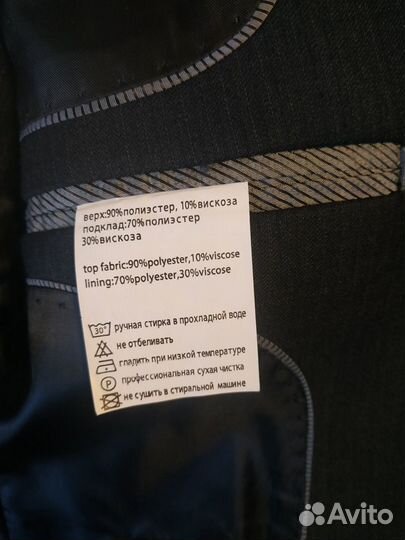 верх:90%полиэстер, 10%вискоза
подклад:70%полиэстер
30%вискоза
top fabric:90%polyester,10%viscose
lining:70%polyester,30%viscose
30° ручная стирка в прохладной воде
не отбеливать
гладить при низкой температуре
P профессиональная сухая чистка
не сушить в стиральной машине
Avito